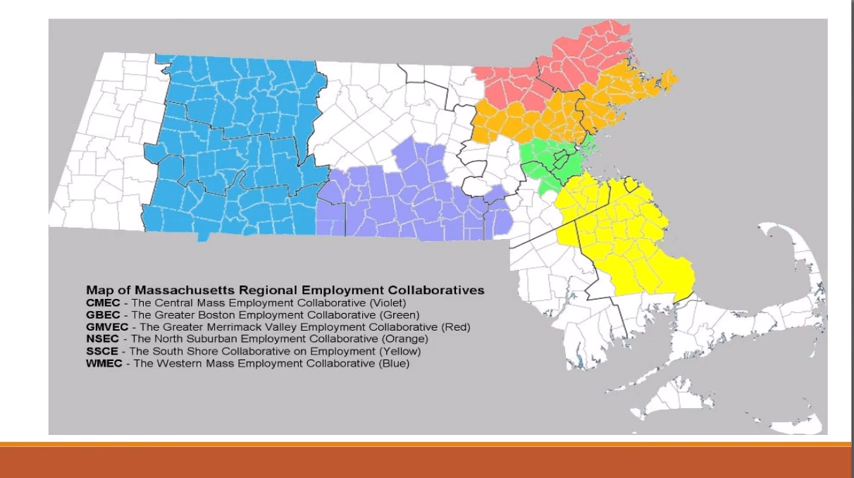 Map of Massachusetts Regional Employment Collaboratives
CMEC - The Central Mass Employment Collaborative (Violet)
GBEC - The Greater Boston Employment Collaborative (Green)
GMVEC - The Greater Merrimack Valley Employment Collaborative (Red)
NSEC - The North Suburban Employment Collaborative (Orange)
SSCE - The South Shore Collaborative on Employment (Yellow)
WMEC - The Western Mass Employment Collaborative (Blue)